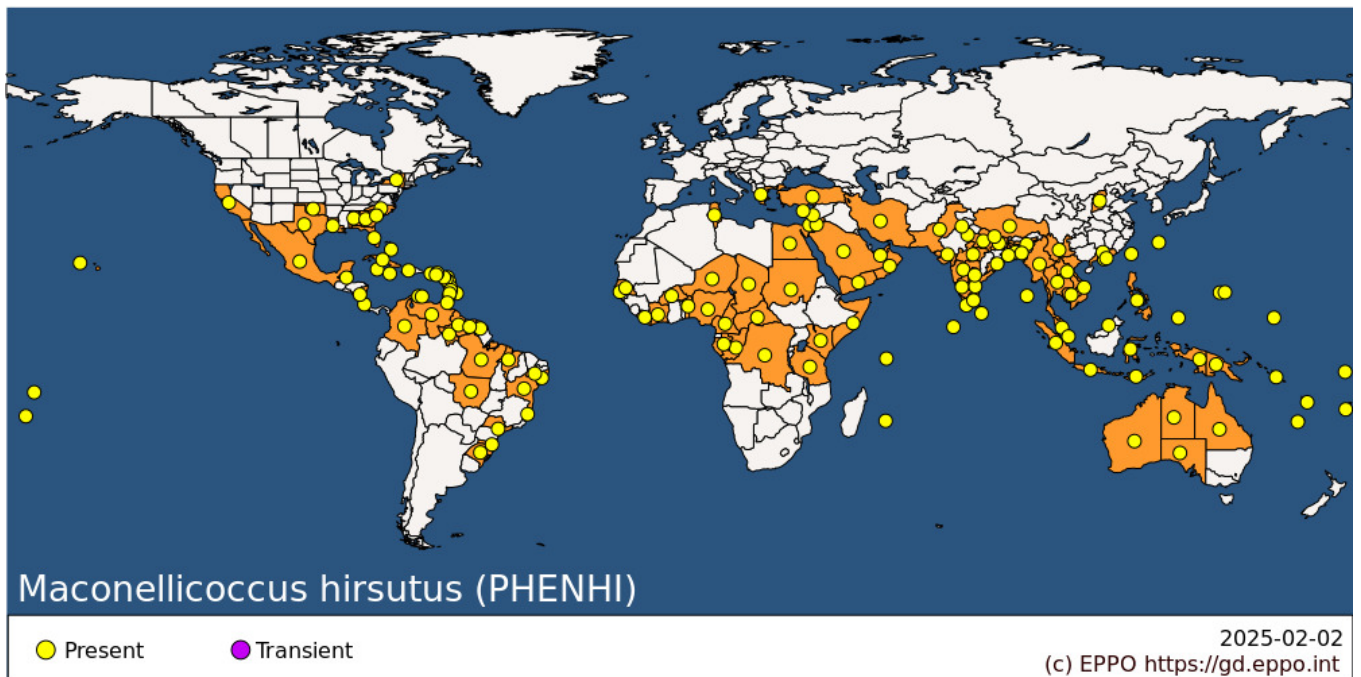 Maconellicoccus hirsutus (PHENHI)
Present
Transient
2025-02-02
(c) EPPO https://gd.eppo.int